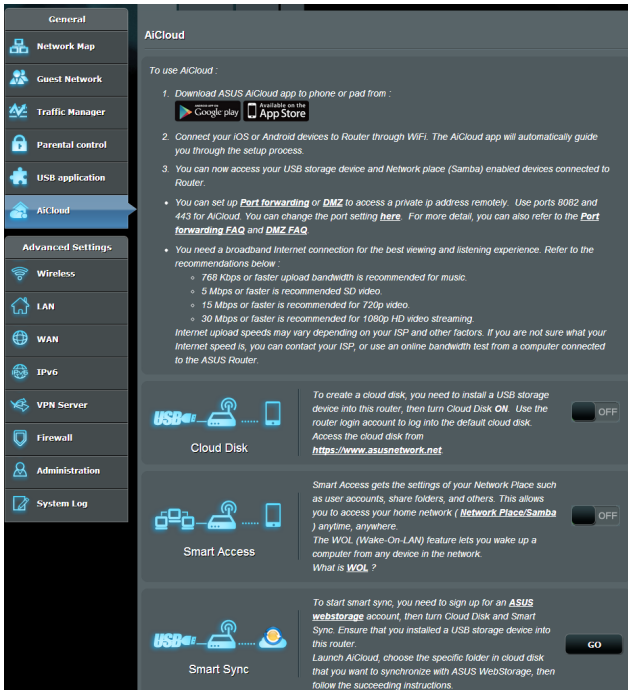 General
Network Map
Guest Network
Traffic Manager
Parental control
USB application
AiCloud
Advanced Settings
Wireless
LAN
WAN
IPv6
VPN Server
Firewall
Administration
System Log
AiCloud
To use AiCloud :
1. Download ASUS AiCloud app to phone or pad from :
ANDROID APP ON
Google play
Available on the
App Store
2. Connect your iOS or Android devices to Router through WiFi. The AiCloud app will automatically guide
you through the setup process.
3. You can now access your USB storage device and Network place (Samba) enabled devices connected to
Router.
• You can set up Port forwarding or DMZ to access a private ip address remotely. Use ports 8082 and
443 for AiCloud. You can change the port setting here. For more detail, you can also refer to the Port
forwarding FAQ and DMZ FAQ.
• You need a broadband Internet connection for the best viewing and listening experience. Refer to the
recommendations below :
◦ 768 Kbps or faster upload bandwidth is recommended for music.
◦ 5 Mbps or faster is recommended SD video.
◦ 15 Mbps or faster is recommended for 720p video.
◦ 30 Mbps or faster is recommended for 1080p HD video streaming.
Internet upload speeds may vary depending on your ISP and other factors. If you are not sure what your
Internet speed is, you can contact your ISP, or use an online bandwidth test from a computer connected
to the ASUS Router.
USB
Cloud Disk
To create a cloud disk, you need to install a USB storage
device into this router, then turn Cloud Disk ON. Use the
router login account to log into the default cloud disk.
Access the cloud disk from
https://www.asusnetwork.net
OFF
Smart Access
Smart Access gets the settings of your Network Place such
as user accounts, share folders, and others. This allows
you to access your home network ( Network Place/Samba
) anytime, anywhere.
The WOL (Wake-On-LAN) feature lets you wake up a
computer from any device in the network.
What is WOL ?
OFF
USB
Smart Sync
To start smart sync, you need to sign up for an ASUS
webstorage account, then turn Cloud Disk and Smart
Sync. Ensure that you installed a USB storage device into
this router.
Launch AiCloud, choose the specific folder in cloud disk
that you want to synchronize with ASUS WebStorage, then
follow the succeeding instructions.
GO